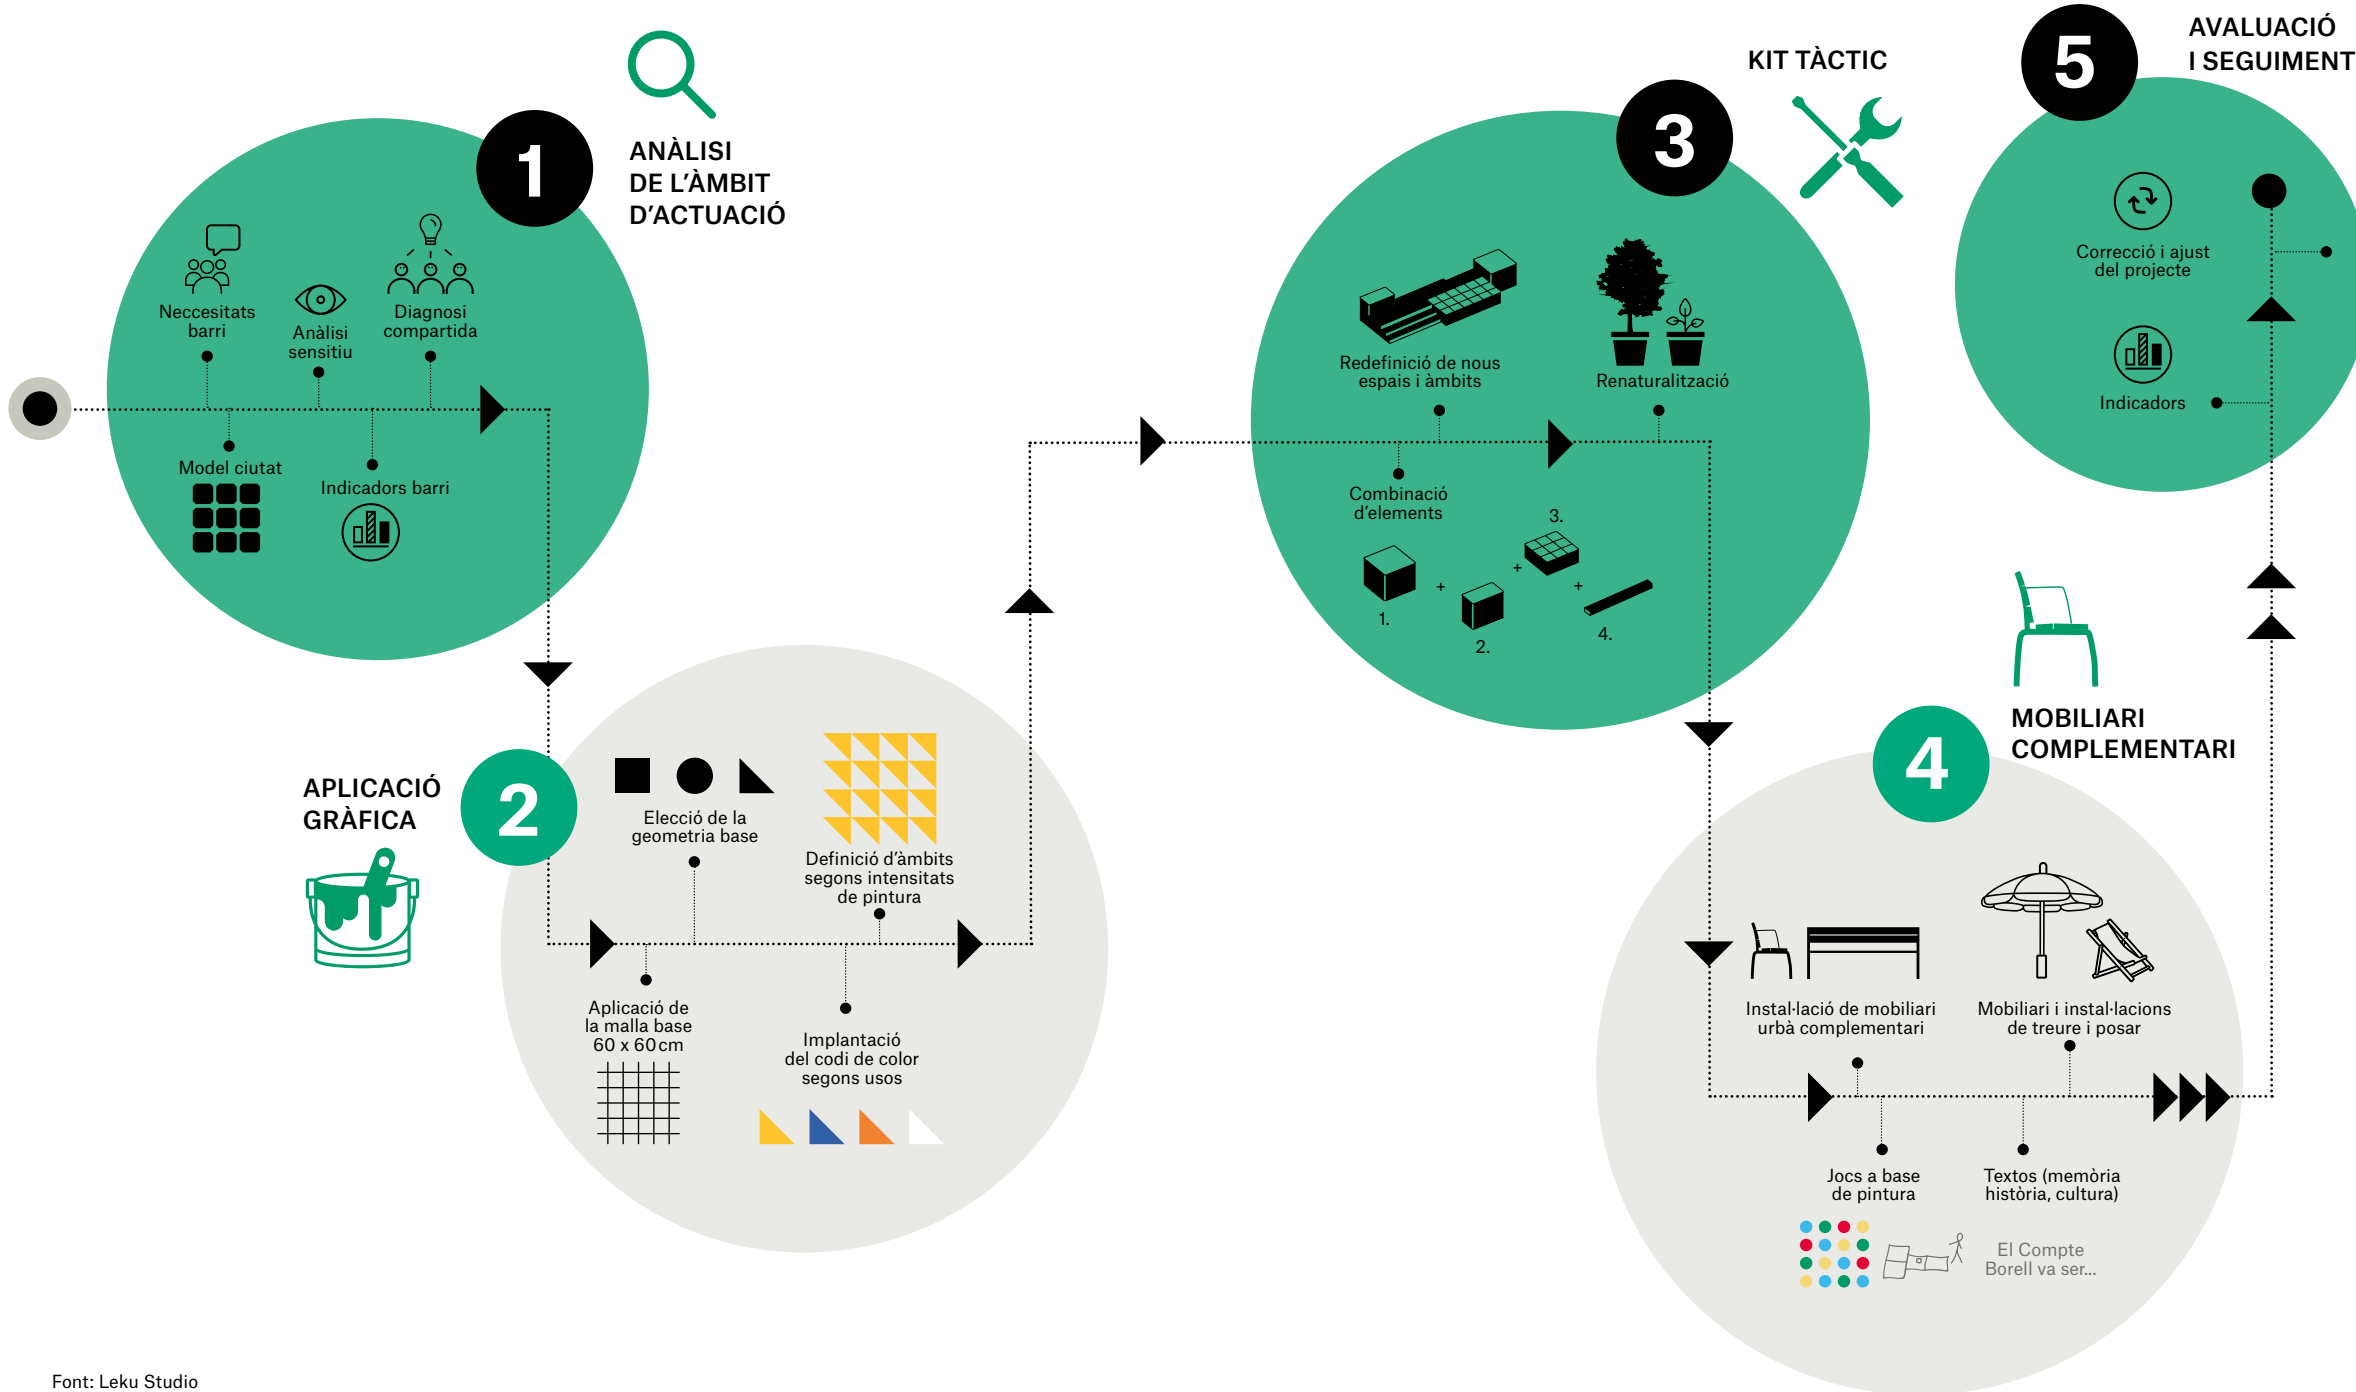 1
ANÀLISI
DE L'ÀMBIT
D'ACTUACIÓ
Neccesitats
barri
Anàlisi
sensitiu
Diagnosi
compartida
Model ciutat
Indicadors barri
2
APLICACIÓ
GRÀFICA
Elecció de la
geometria base
Definició d'àmbits
segons intensitats
de pintura
Aplicació de
la malla base
60 x 60 cm
Implantació
del codi de color
segons usos
3
KIT TÀCTIC
Redefinició de nous
espais i àmbits
Renaturalització
Combinació
d'elements
1.
+
2.
+
3.
+
4.
4
MOBILIARI
COMPLEMENTARI
Instal·lació de mobiliari
urbà complementari
Mobiliari i instal·lacions
de treure i posar
Jocs a base
de pintura
Textos (memòria
història, cultura)
El Compte
Borell va ser...
5
AVALUACIÓ
I SEGUIMENT
Correcció i ajust
del projecte
Indicadors
Font: Leku Studio